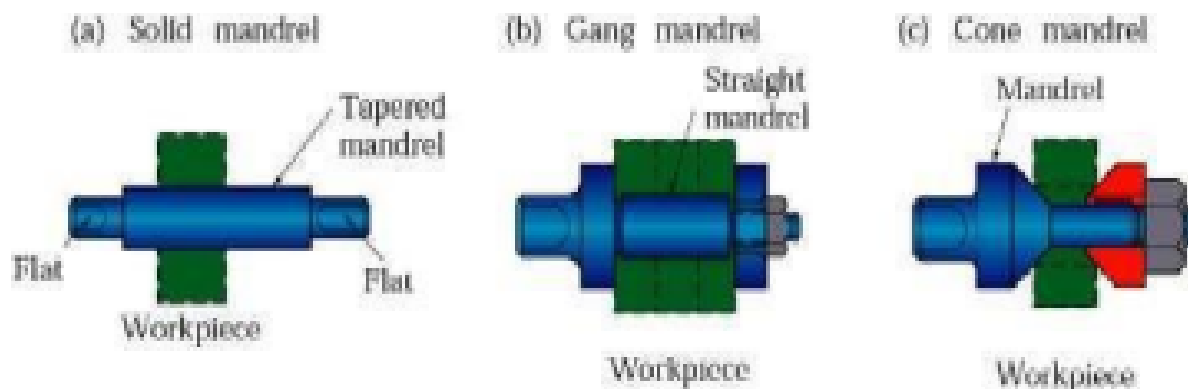 (a) Solid mandrel
(b) Gang mandrel
(c) Cone mandrel
Tapered
mandrel
Flat
Flat
Workpiece
Straight
mandrel
Workpiece
Mandrel
Workpiece